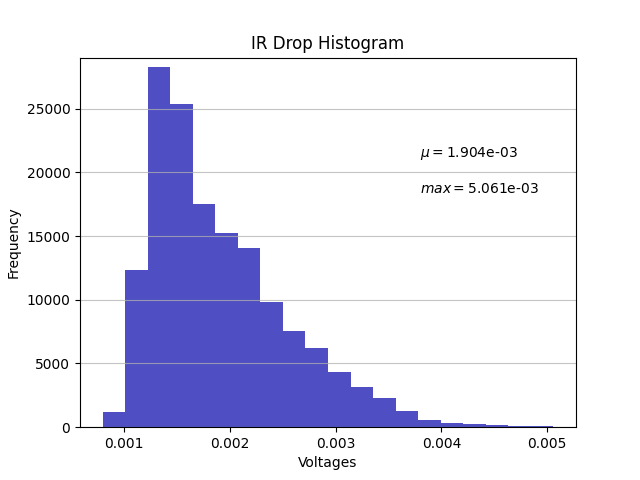 IR Drop Histogram
25000
20000
15000
10000
5000
0
Frequency
μ = 1.904e-03
max = 5.061e-03
0.001 0.002 0.003 0.004 0.005
Voltages